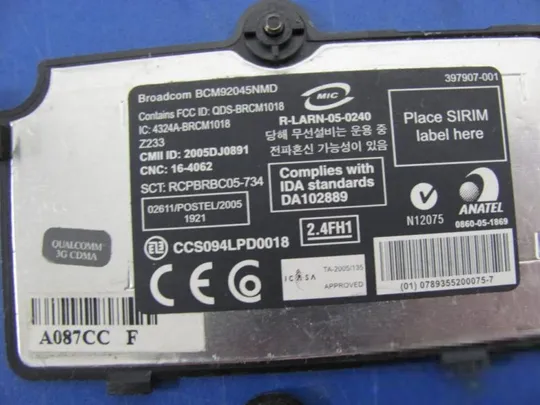 Broadcom BCM92045NMD
Contains FCC ID: QDS-BRCM1018
IC: 4324A-BRCM1018
Z233
CMII ID: 2005DJ0891
CNC: 16-4062
SCT: RCPBRBC05-734
02611/POSTEL/2005
1921
CCS094LPD0018
MIC
R-LARN-05-0240
당해 무선설비는 운용 중
전파혼신 가능성이 있음
Complies with
IDA standards
DA102889
2.4FH1
ICASA
TA-2005/135
APPROVED
397907-001
Place SIRIM
label here
N12075
ANATEL
0860-05-1869
(01) 0789355200075-7
QUALCOMM
3G CDMA
A087CC F